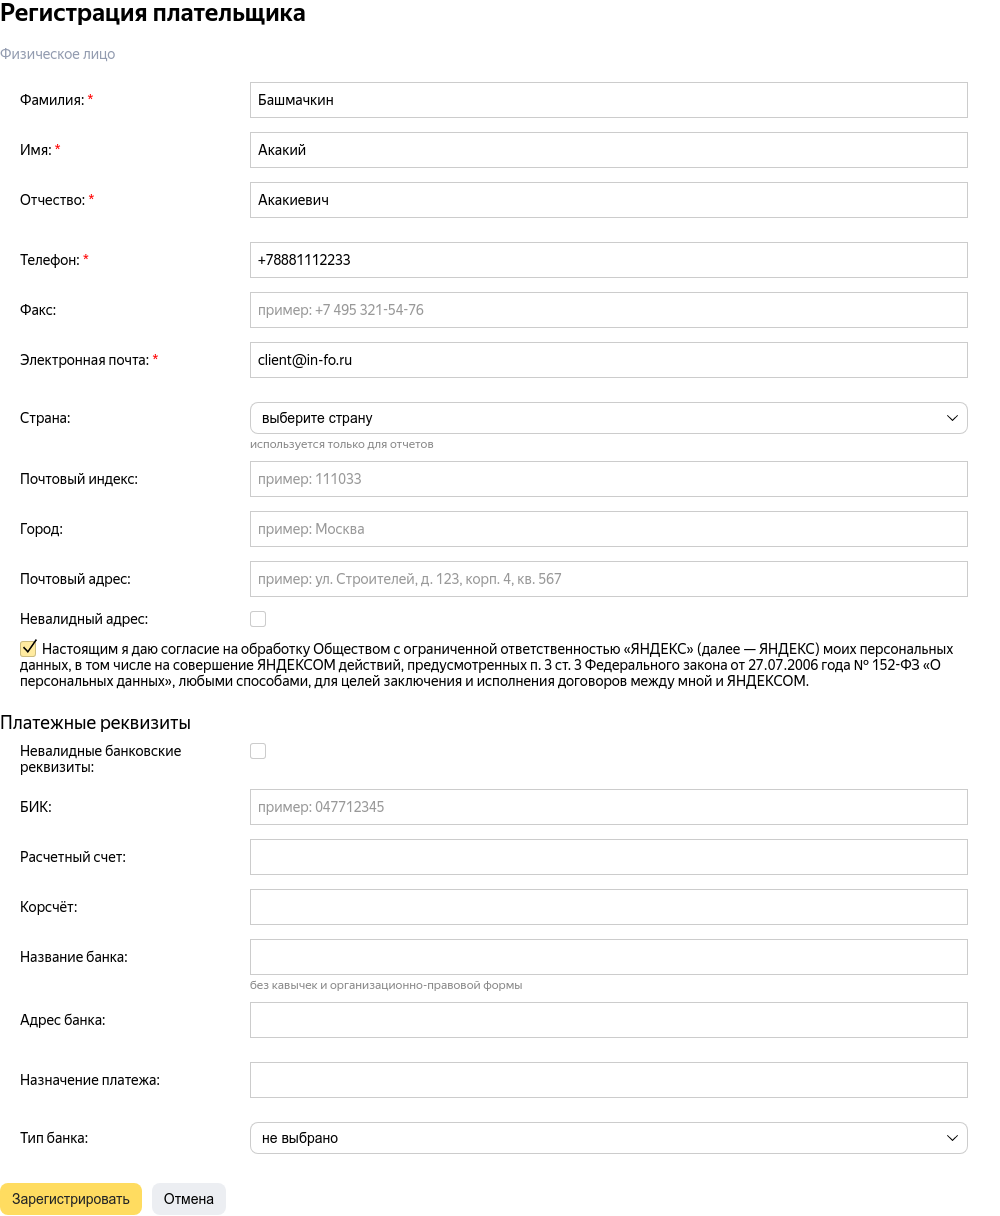 Регистрация плательщика
Физическое лицо
Фамилия: * Башмачкин
Имя: * Акакий
Отчество: * Акакиевич
Телефон: * +78881112233
Факс: пример: +7 495 321-54-76
Электронная почта: * client@in-fo.ru
Страна: выберите страну
используется только для отчетов
Почтовый индекс: пример: 111033
Город: пример: Москва
Почтовый адрес: пример: ул. Строителей, д. 123, корп. 4, кв. 567
Невалидный адрес:
Настоящим я даю согласие на обработку Обществом с ограниченной ответственностью «ЯНДЕКС» (далее — ЯНДЕКС) моих персональных
данных, в том числе на совершение ЯНДЕКСОМ действий, предусмотренных п. 3 ст. 3 Федерального закона от 27.07.2006 года № 152-ФЗ «О
персональных данных», любыми способами, для целей заключения и исполнения договоров между мной и ЯНДЕКСОМ.
Платежные реквизиты
Невалидные банковские
реквизиты:
БИК: пример: 047712345
Расчетный счет:
Корсчёт:
Название банка:
без кавычек и организационно-правовой формы
Адрес банка:
Назначение платежа:
Тип банка: не выбрано
Зарегистрировать Отмена